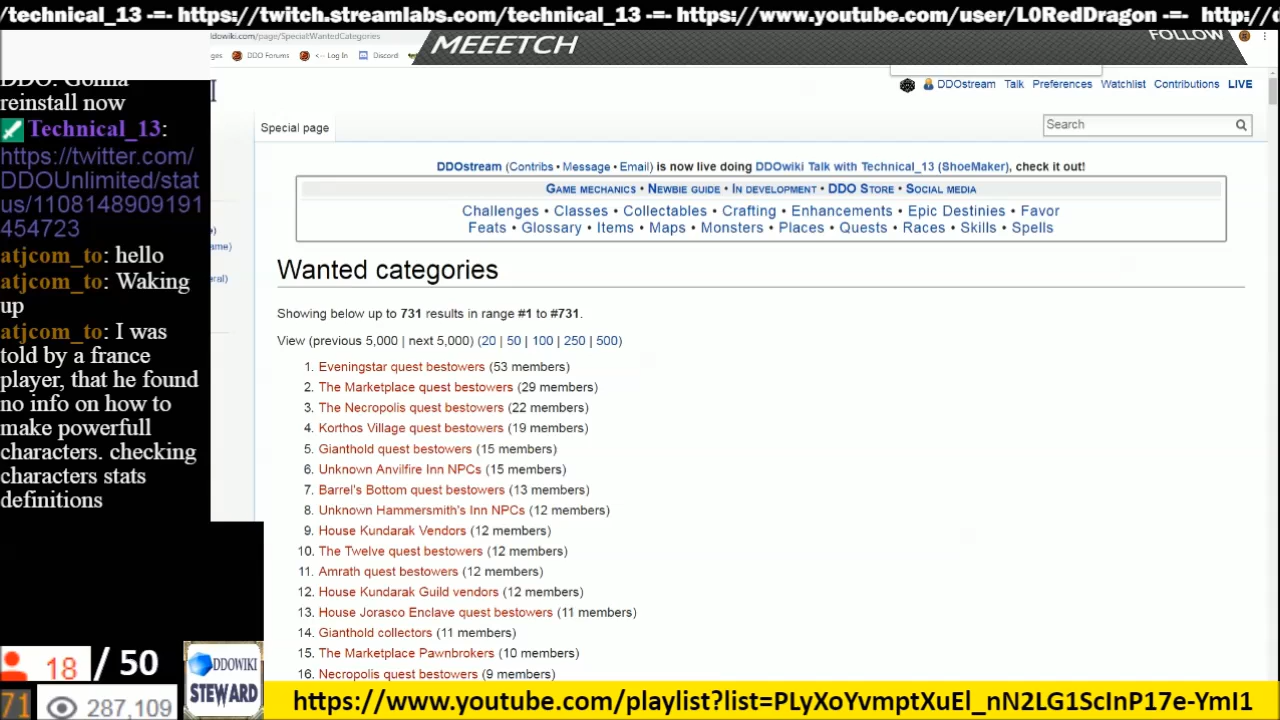 /technical_13 -=- https://twitch.streamlabs.com/technical_13 -=- https://www.youtube.com/user/L0RedDragon -=- http://
ldowiki.com/page/Special:WantedCategories
MEEETCH
FOLLOW
ges DDO Forums <-- Log In Discord
DDO. Gonna
reinstall now
Technical_13:
https://twitter.com/
DDOUnlimited/stat
us/1108148909191
454723
atjcom_to: hello
atjcom_to: Waking
up
atjcom_to: I was
told by a france
player, that he found
no info on how to
make powerfull
characters. checking
characters stats
definitions
DDOstream Talk Preferences Watchlist Contributions LIVE
Special page
Search
DDOstream (Contribs • Message • Email) is now live doing DDOwiki Talk with Technical_13 (ShoeMaker), check it out!
Game mechanics • Newbie guide • In development • DDO Store • Social media
Challenges • Classes • Collectables • Crafting • Enhancements • Epic Destinies • Favor
Feats • Glossary • Items • Maps • Monsters • Places • Quests • Races • Skills • Spells
Wanted categories
Showing below up to 731 results in range #1 to #731.
View (previous 5,000 | next 5,000) (20 | 50 | 100 | 250 | 500)
1. Eveningstar quest bestowers (53 members)
2. The Marketplace quest bestowers (29 members)
3. The Necropolis quest bestowers (22 members)
4. Korthos Village quest bestowers (19 members)
5. Gianthold quest bestowers (15 members)
6. Unknown Anvilfire Inn NPCs (15 members)
7. Barrel's Bottom quest bestowers (13 members)
8. Unknown Hammersmith's Inn NPCs (12 members)
9. House Kundarak Vendors (12 members)
10. The Twelve quest bestowers (12 members)
11. Amrath quest bestowers (12 members)
12. House Kundarak Guild vendors (12 members)
13. House Jorasco Enclave quest bestowers (11 members)
14. Gianthold collectors (11 members)
15. The Marketplace Pawnbrokers (10 members)
16. Necropolis quest bestowers (9 members)
ame)
eral)
18 / 50
71 287,109
DDOWIKI
STEWARD
https://www.youtube.com/playlist?list=PLyXoYvmptXuEl_nN2LG1ScInP17e-YmI1